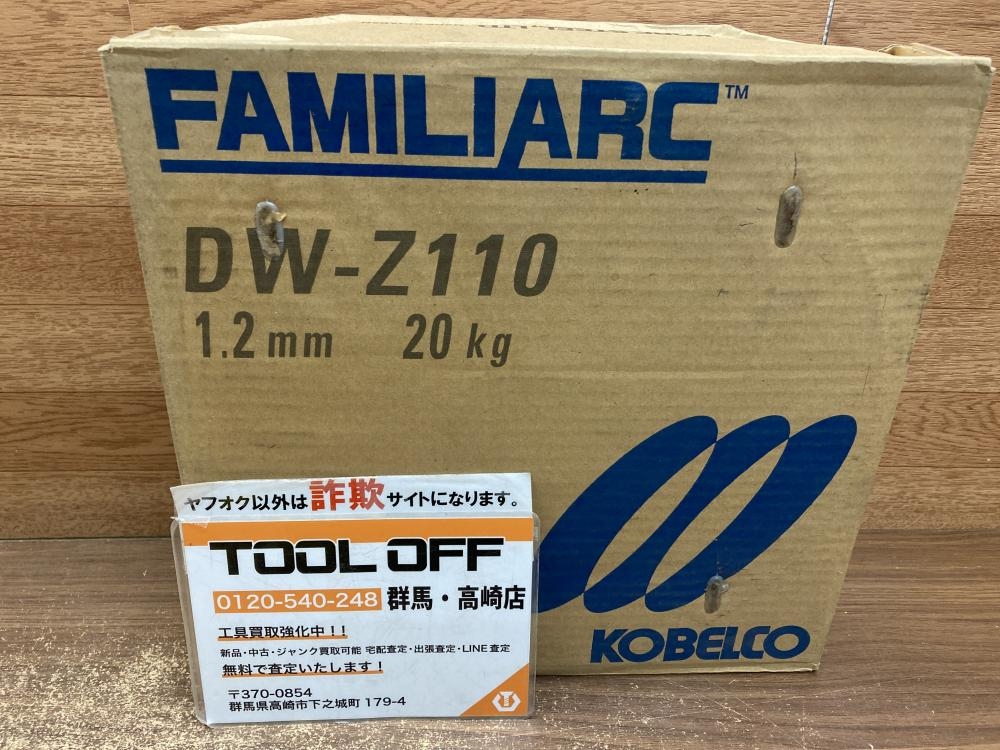 FAMILIARC™
DW-Z110
1.2mm 20kg
ヤフオク以外は詐欺サイトになります。
TOOL OFF
0120-540-248 群馬・高崎店
工具買取強化中!!
新品・中古・ジャンク買取可能 宅配査定・出張査定・LINE査定
無料で査定いたします!
〒370-0854
群馬県高崎市下之城町 179-4
KOBELCO